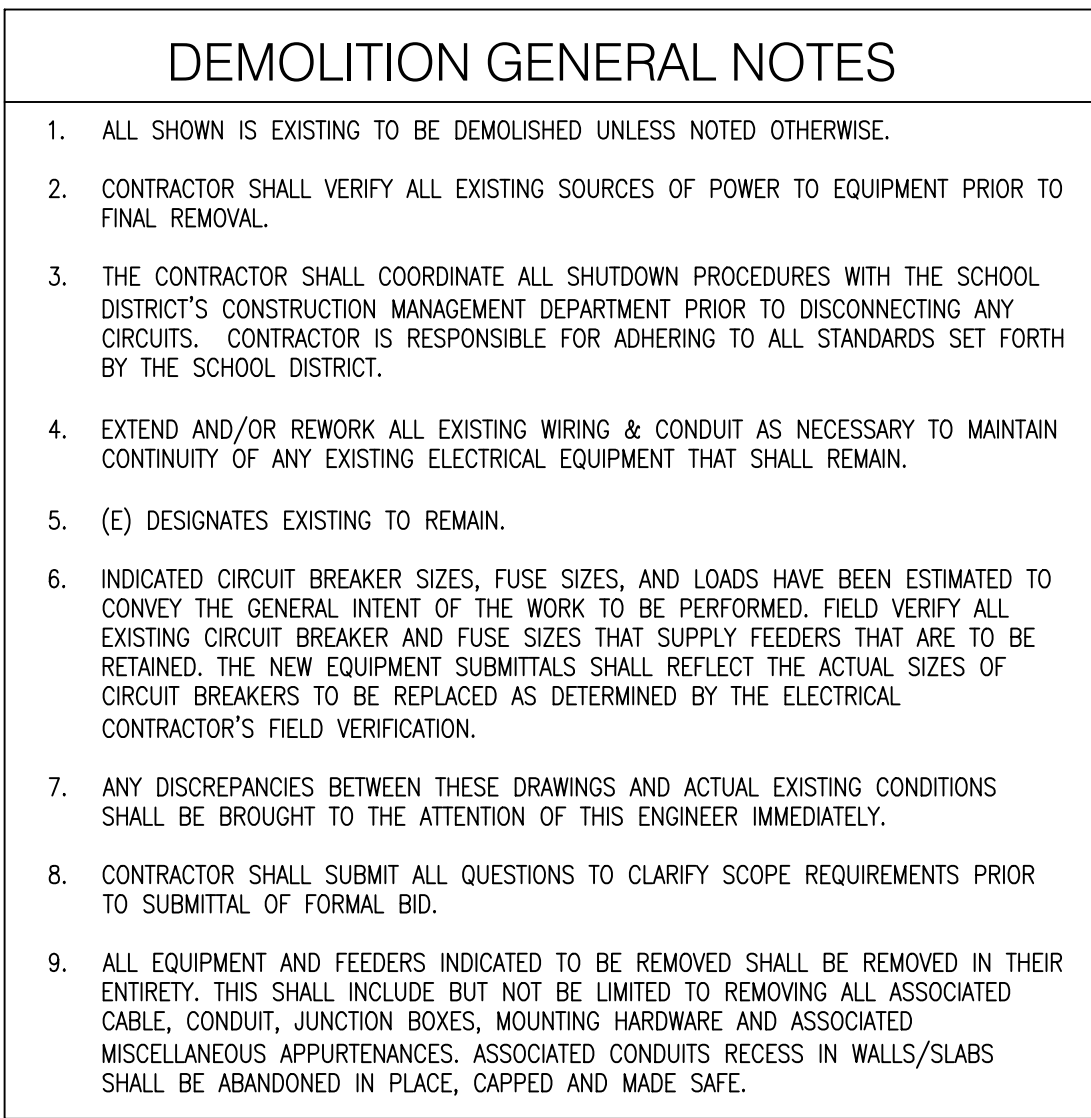 DEMOLITION GENERAL NOTES
1. ALL SHOWN IS EXISTING TO BE DEMOLISHED UNLESS NOTED OTHERWISE.
2. CONTRACTOR SHALL VERIFY ALL EXISTING SOURCES OF POWER TO EQUIPMENT PRIOR TO
FINAL REMOVAL.
3. THE CONTRACTOR SHALL COORDINATE ALL SHUTDOWN PROCEDURES WITH THE SCHOOL
DISTRICT'S CONSTRUCTION MANAGEMENT DEPARTMENT PRIOR TO DISCONNECTING ANY
CIRCUITS. CONTRACTOR IS RESPONSIBLE FOR ADHERING TO ALL STANDARDS SET FORTH
BY THE SCHOOL DISTRICT.
4. EXTEND AND/OR REWORK ALL EXISTING WIRING & CONDUIT AS NECESSARY TO MAINTAIN
CONTINUITY OF ANY EXISTING ELECTRICAL EQUIPMENT THAT SHALL REMAIN.
5. (E) DESIGNATES EXISTING TO REMAIN.
6. INDICATED CIRCUIT BREAKER SIZES, FUSE SIZES, AND LOADS HAVE BEEN ESTIMATED TO
CONVEY THE GENERAL INTENT OF THE WORK TO BE PERFORMED. FIELD VERIFY ALL
EXISTING CIRCUIT BREAKER AND FUSE SIZES THAT SUPPLY FEEDERS THAT ARE TO BE
RETAINED. THE NEW EQUIPMENT SUBMITTALS SHALL REFLECT THE ACTUAL SIZES OF
CIRCUIT BREAKERS TO BE REPLACED AS DETERMINED BY THE ELECTRICAL
CONTRACTOR'S FIELD VERIFICATION.
7. ANY DISCREPANCIES BETWEEN THESE DRAWINGS AND ACTUAL EXISTING CONDITIONS
SHALL BE BROUGHT TO THE ATTENTION OF THIS ENGINEER IMMEDIATELY.
8. CONTRACTOR SHALL SUBMIT ALL QUESTIONS TO CLARIFY SCOPE REQUIREMENTS PRIOR
TO SUBMITTAL OF FORMAL BID.
9. ALL EQUIPMENT AND FEEDERS INDICATED TO BE REMOVED SHALL BE REMOVED IN THEIR
ENTIRETY. THIS SHALL INCLUDE BUT NOT BE LIMITED TO REMOVING ALL ASSOCIATED
CABLE, CONDUIT, JUNCTION BOXES, MOUNTING HARDWARE AND ASSOCIATED
MISCELLANEOUS APPURTENANCES. ASSOCIATED CONDUITS RECESS IN WALLS/SLABS
SHALL BE ABANDONED IN PLACE, CAPPED AND MADE SAFE.